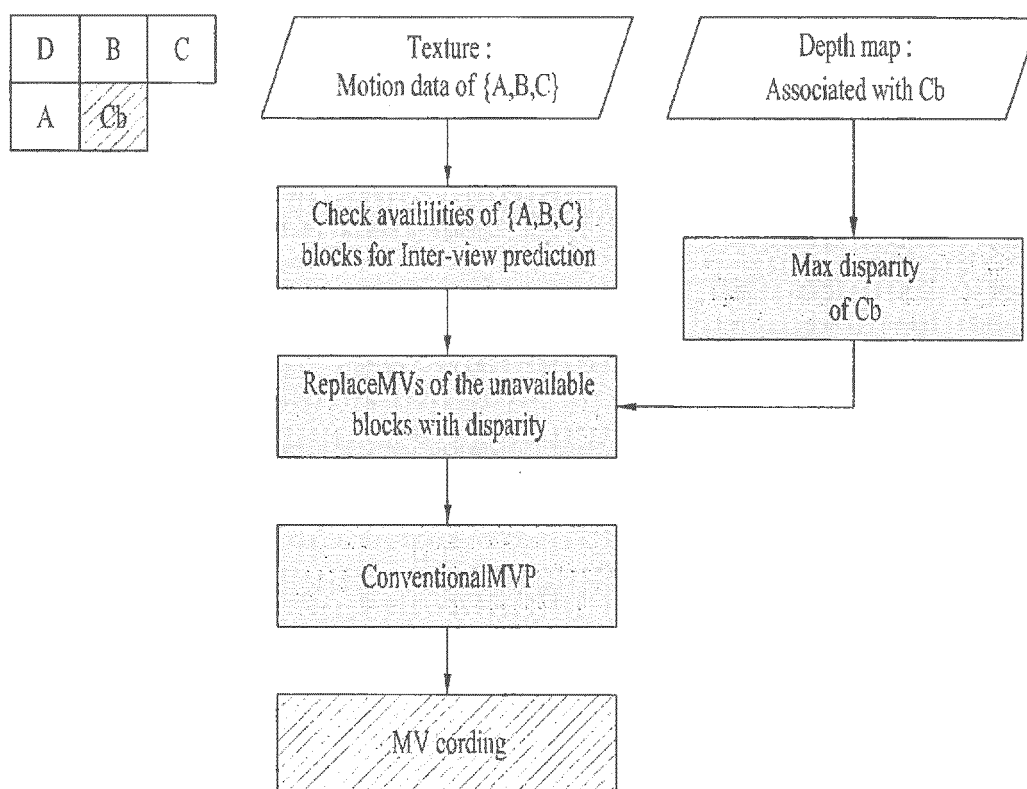 D B C
A Cb
Texture :
Motion data of {A,B,C}
Depth map :
Associated with Cb
Check availilities of {A,B,C}
blocks for Inter-view prediction
Max disparity
of Cb
ReplaceMVs of the unavailable
blocks with disparity
ConventionalMVP
MV cording